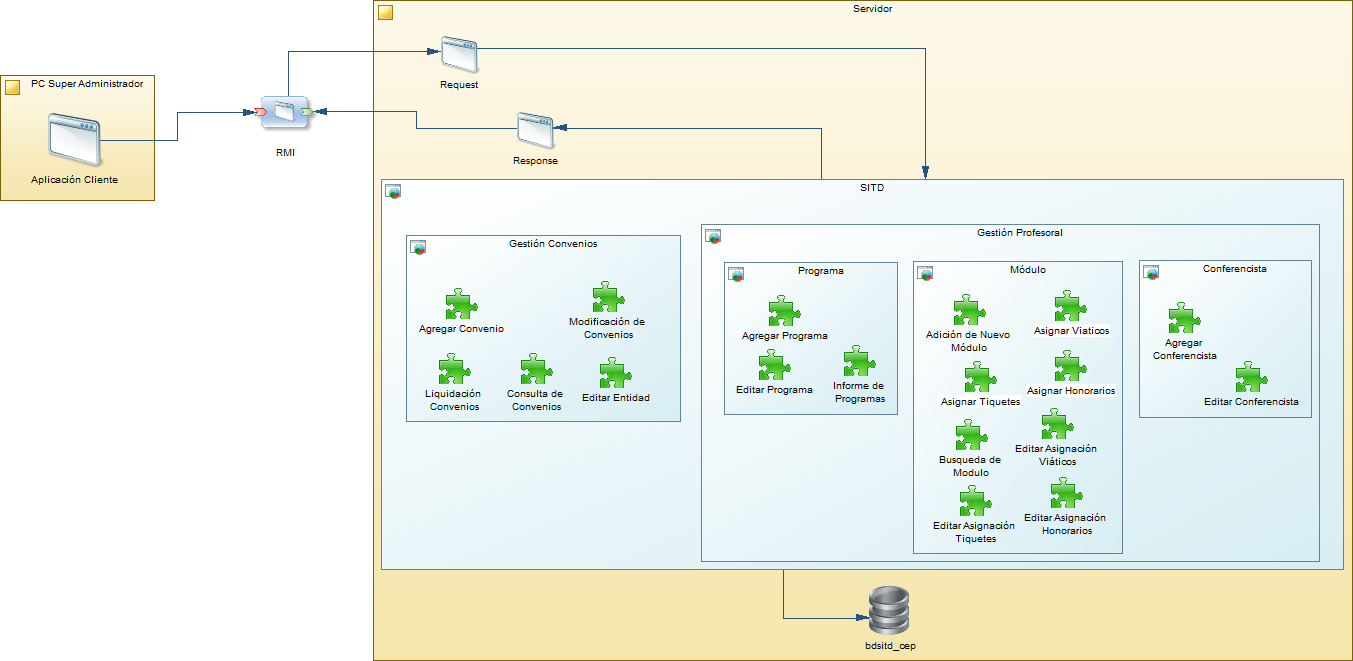 Servidor
PC Super Administrador
Aplicación Cliente
RMI
Request
Response
SITD
Gestión Convenios
Agregar Convenio
Modificación de
Convenios
Liquidación
Convenios
Consulta de
Convenios
Editar Entidad
Gestión Profesoral
Programa
Agregar Programa
Editar Programa
Informe de
Programas
Módulo
Adición de Nuevo
Módulo
Asignar Viaticos
Asignar Tiquetes
Asignar Honorarios
Busqueda de
Modulo
Editar Asignación
Viáticos
Editar Asignación
Tiquetes
Editar Asignación
Honorarios
Conferencista
Agregar
Conferencista
Editar Conferencista
bdsitd_cep